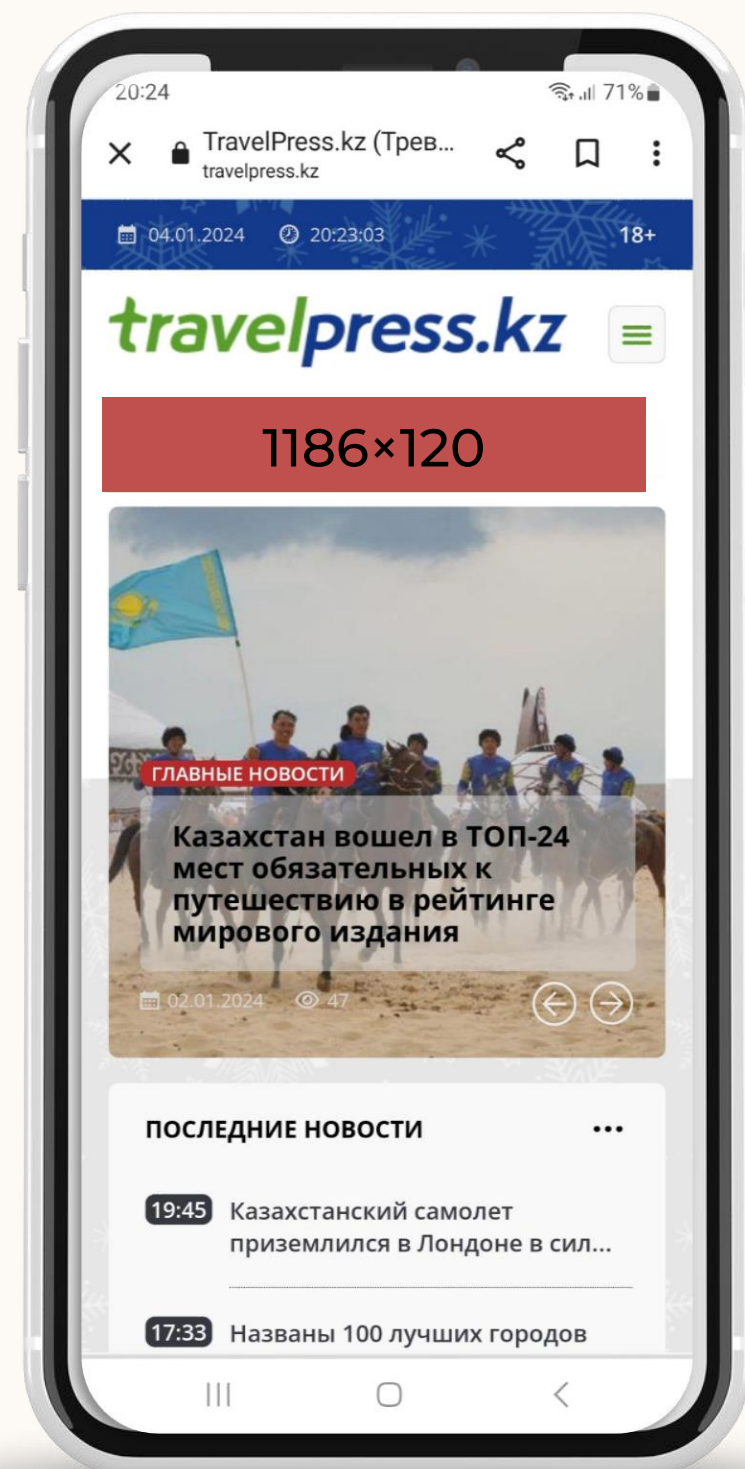 20:24
71%
TravelPress.kz (Трев...
travelpress.kz
04.01.2024 20:23:03 18+
travelpress.kz
1186×120
ГЛАВНЫЕ НОВОСТИ
Казахстан вошел в ТОП-24
мест обязательных к
путешествию в рейтинге
мирового издания
02.01.2024 47
ПОСЛЕДНИЕ НОВОСТИ
19:45 Казахстанский самолет
приземлился в Лондоне в сил...
17:33 Названы 100 лучших городов